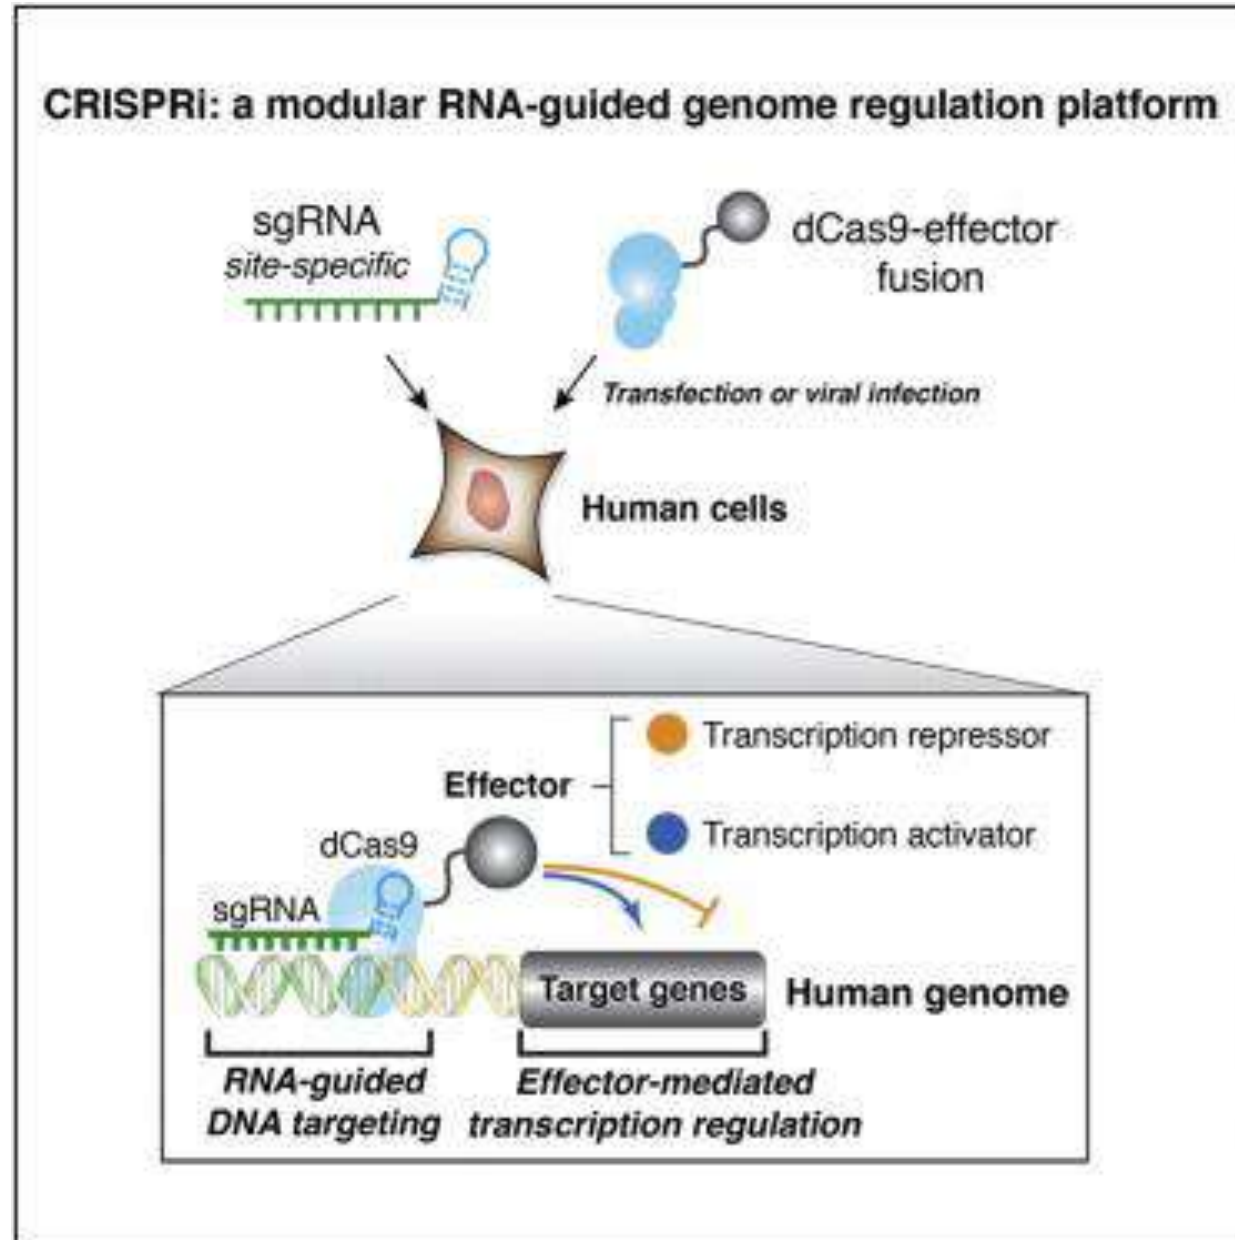 CRISPRi: a modular RNA-guided genome regulation platform
sgRNA
site-specific
dCas9-effector
fusion
Transfection or viral infection
Human cells
Transcription repressor
Effector
Transcription activator
dCas9
sgRNA
Target genes
Human genome
RNA-guided
DNA targeting
Effector-mediated
transcription regulation